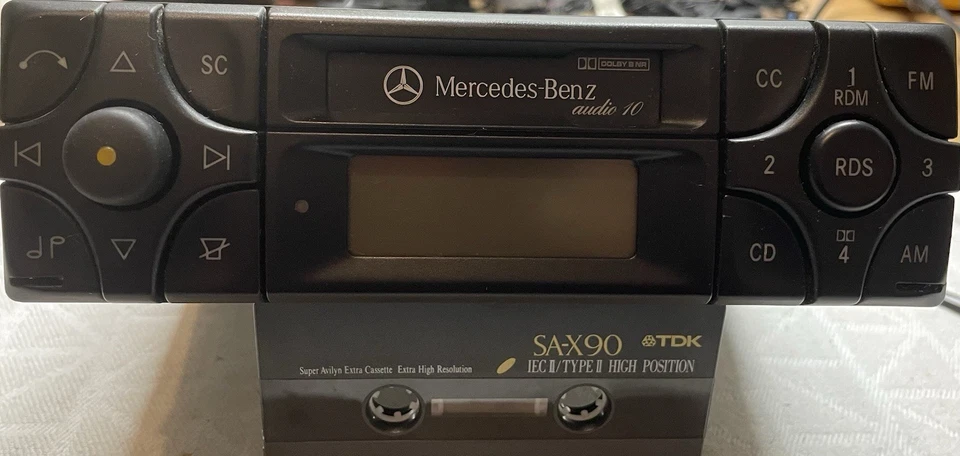 SC
DOLBY B NR
Mercedes-Benz
audio 10
CC
1
RDM
FM
2
RDS
3
CD
4
AM
SA-X90
TDK
Super Avilyn Extra Cassette Extra High Resolution
IEC II/TYPE II HIGH POSITION